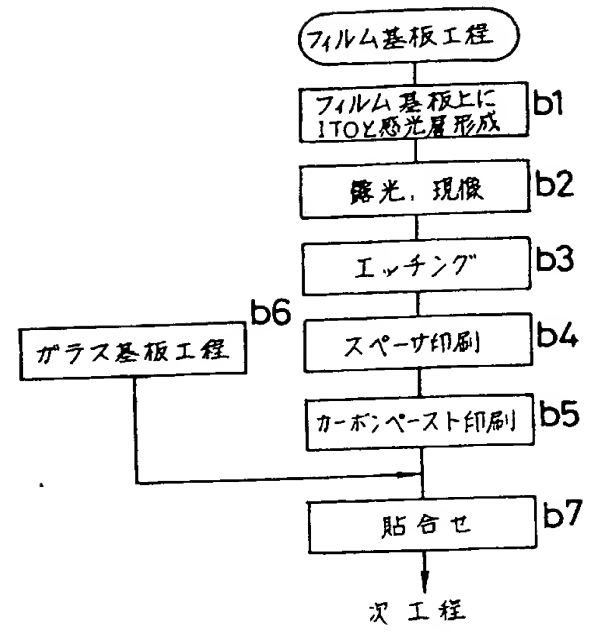 フィルム基板工程
フィルム基板上に
ITOと感光層形成
b1
露光、現像
b2
エッチング
b3
スペーサ印刷
b4
カーボンペースト印刷
b5
ガラス基板工程
b6
貼合せ
b7
次工程